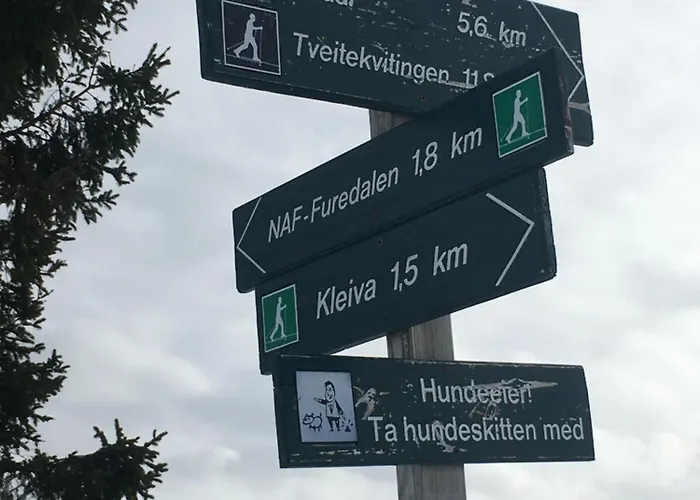 5,6 km
Tveitekvitingen
NAF-Furedalen 1,8 km
Kleiva 1,5 km
Hundeeier!
Ta hundeskitten med